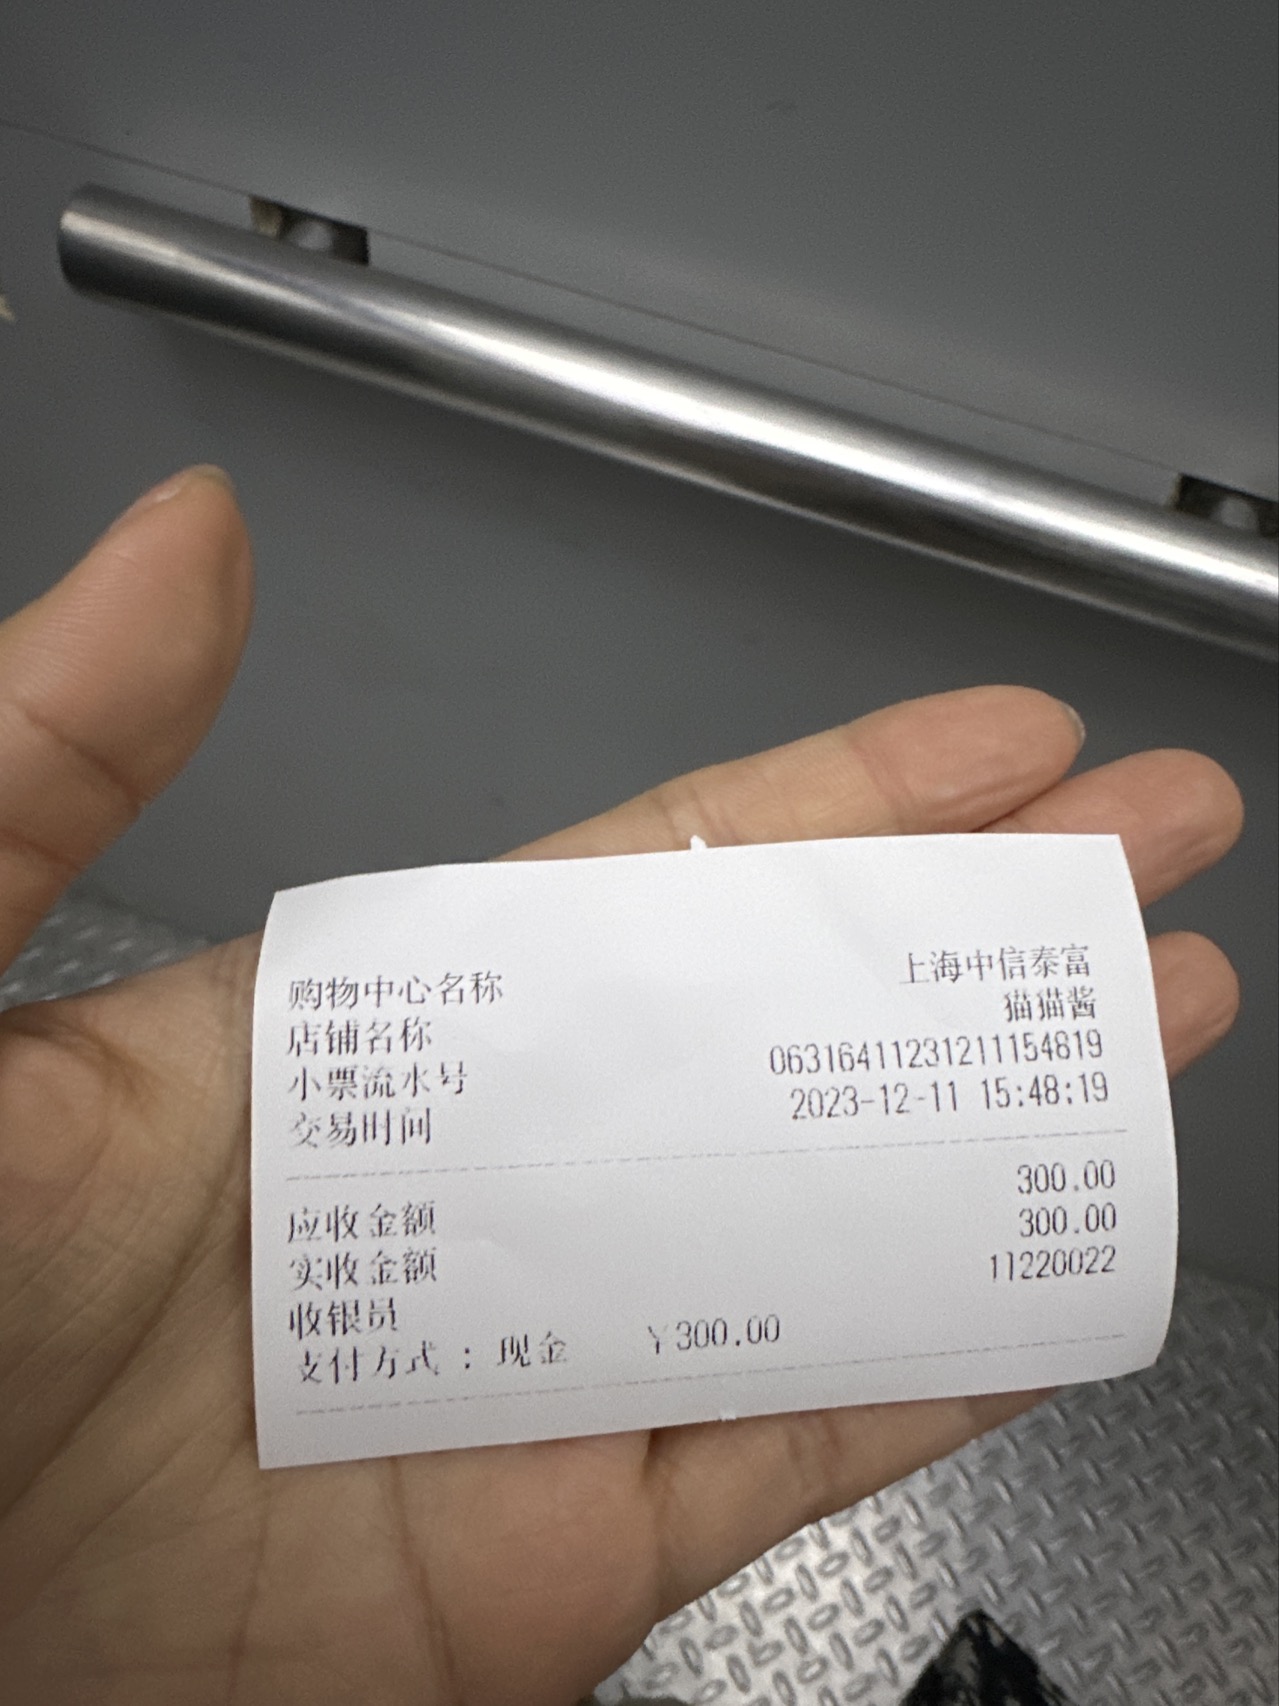 购物中心名称 上海中信泰富
店铺名称 猫猫酱
小票流水号 06316411231211154819
交易时间 2023-12-11 15:48:19
应收金额 300.00
实收金额 300.00
收银员 11220022
支付方式 : 现金 ¥300.00